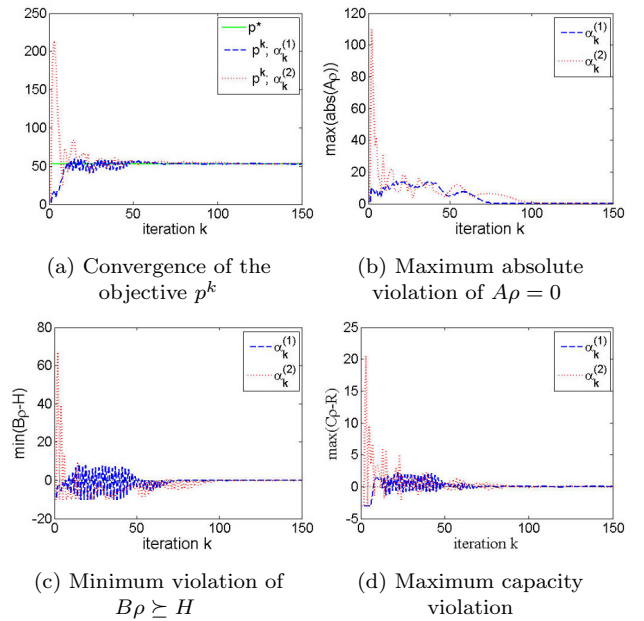 250
200
150
100
50
0
0
50
100
150
iteration k
p*
p^k; α_k^(1)
p^k; α_k^(2)
(a) Convergence of the
objective p^k
120
100
80
60
40
20
0
0
50
100
150
max(abs(Aρ))
iteration k
α_k^(1)
α_k^(2)
(b) Maximum absolute
violation of Aρ = 0
80
60
40
20
0
-20
0
50
100
150
min(Bρ-H)
iteration k
α_k^(1)
α_k^(2)
(c) Minimum violation of
Bρ ⪰ H
25
20
15
10
5
0
-5
0
50
100
150
max(Cρ-R)
iteration k
α_k^(1)
α_k^(2)
(d) Maximum capacity
violation